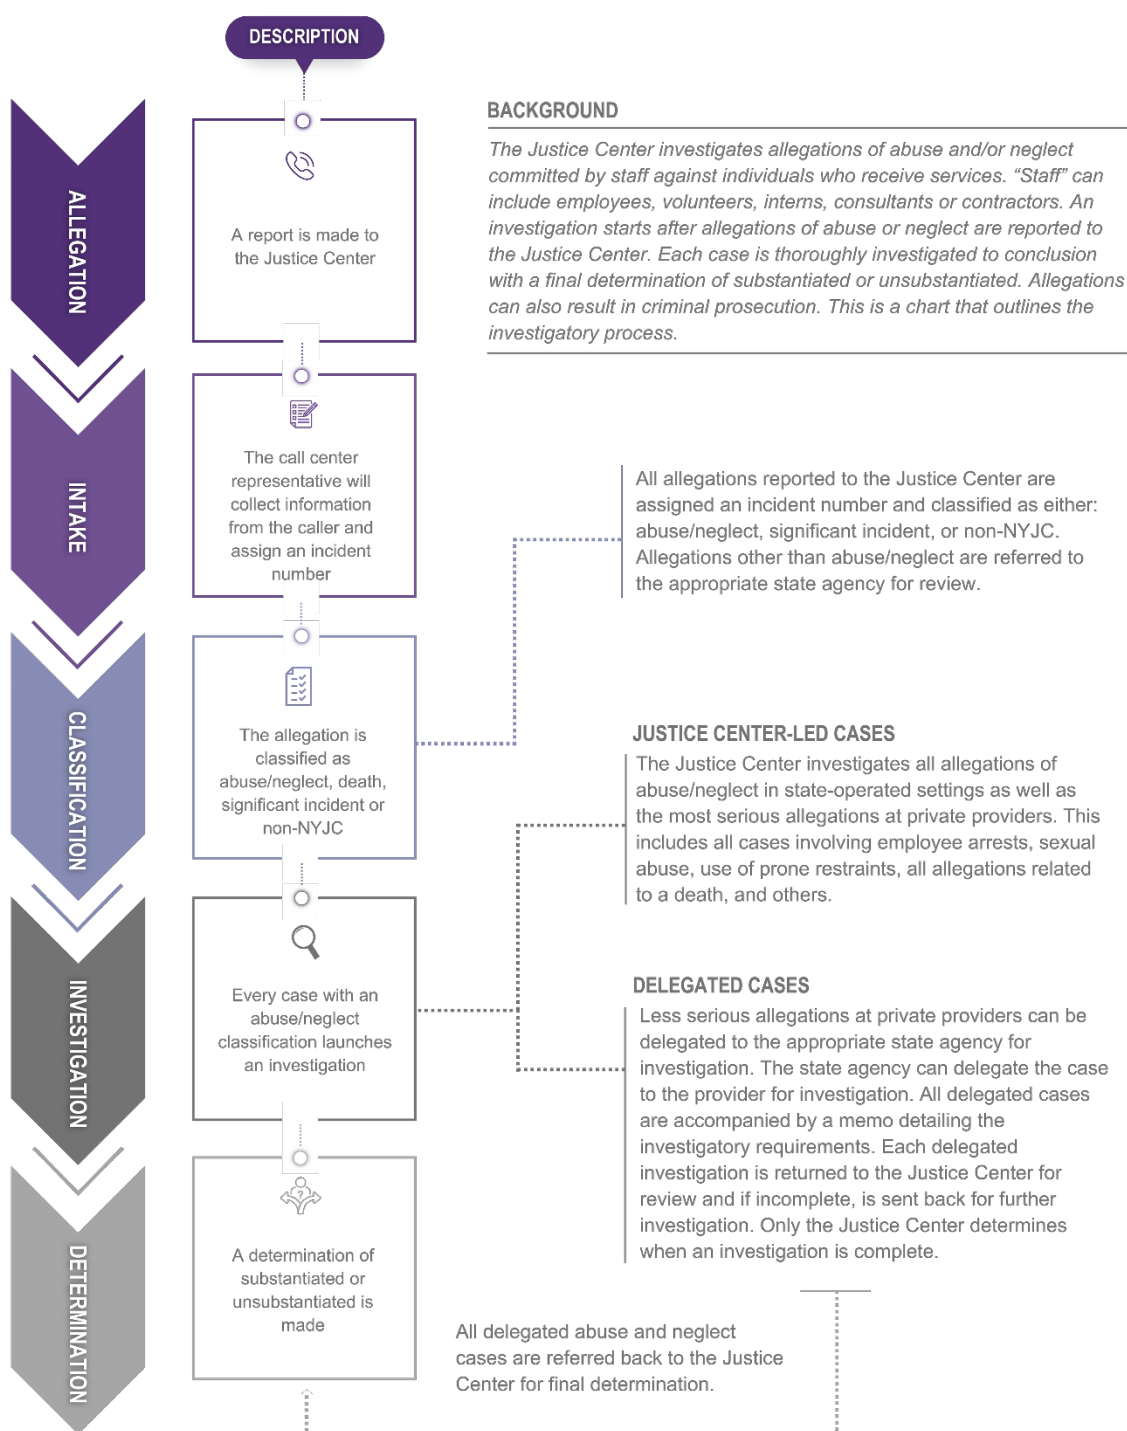 DESCRIPTION
ALLEGATION
A report is made to
the Justice Center
BACKGROUND
The Justice Center investigates allegations of abuse and/or neglect
committed by staff against individuals who receive services. “Staff” can
include employees, volunteers, interns, consultants or contractors. An
investigation starts after allegations of abuse or neglect are reported to
the Justice Center. Each case is thoroughly investigated to conclusion
with a final determination of substantiated or unsubstantiated. Allegations
can also result in criminal prosecution. This is a chart that outlines the
investigatory process.
INTAKE
The call center
representative will
collect information
from the caller and
assign an incident
number
All allegations reported to the Justice Center are
assigned an incident number and classified as either:
abuse/neglect, significant incident, or non-NYJC.
Allegations other than abuse/neglect are referred to
the appropriate state agency for review.
CLASSIFICATION
The allegation is
classified as
abuse/neglect, death,
significant incident or
non-NYJC
JUSTICE CENTER-LED CASES
The Justice Center investigates all allegations of
abuse/neglect in state-operated settings as well as
the most serious allegations at private providers. This
includes all cases involving employee arrests, sexual
abuse, use of prone restraints, all allegations related
to a death, and others.
INVESTIGATION
Every case with an
abuse/neglect
classification launches
an investigation
DELEGATED CASES
Less serious allegations at private providers can be
delegated to the appropriate state agency for
investigation. The state agency can delegate the case
to the provider for investigation. All delegated cases
are accompanied by a memo detailing the
investigatory requirements. Each delegated
investigation is returned to the Justice Center for
review and if incomplete, is sent back for further
investigation. Only the Justice Center determines
when an investigation is complete.
DETERMINATION
?
A determination of
substantiated or
unsubstantiated is
made
All delegated abuse and neglect
cases are referred back to the Justice
Center for final determination.